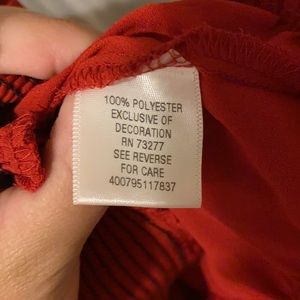 100% POLYESTER
EXCLUSIVE OF
DECORATION
RN 73277
SEE REVERSE
FOR CARE
400795117837